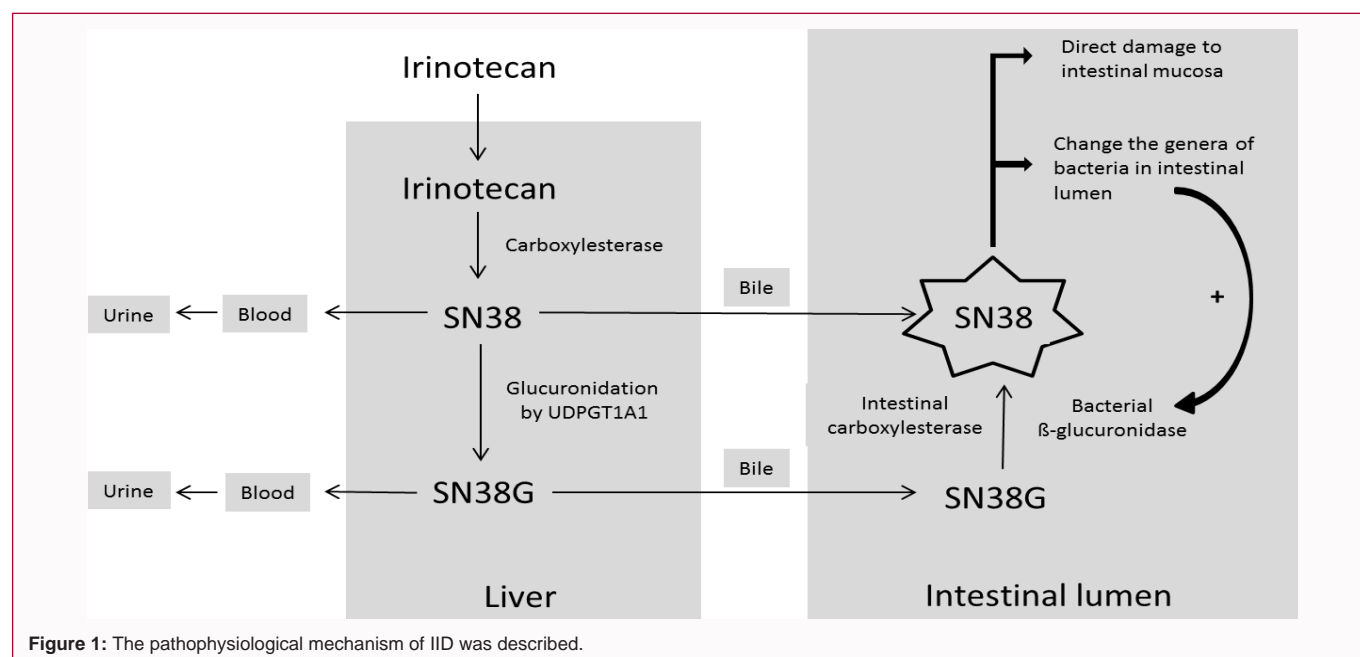 Irinotecan
Irinotecan
Carboxylesterase
Urine
Blood
SN38
Bile
SN38
Glucuronidation
by UDPGT1A1
Urine
Blood
SN38G
Bile
SN38G
Liver
Direct damage to
intestinal mucosa
Change the genera of
bacteria in intestinal
lumen
+
Intestinal
carboxylesterase
Bacterial
ß-glucuronidase
Intestinal lumen
Figure 1: The pathophysiological mechanism of IID was described.